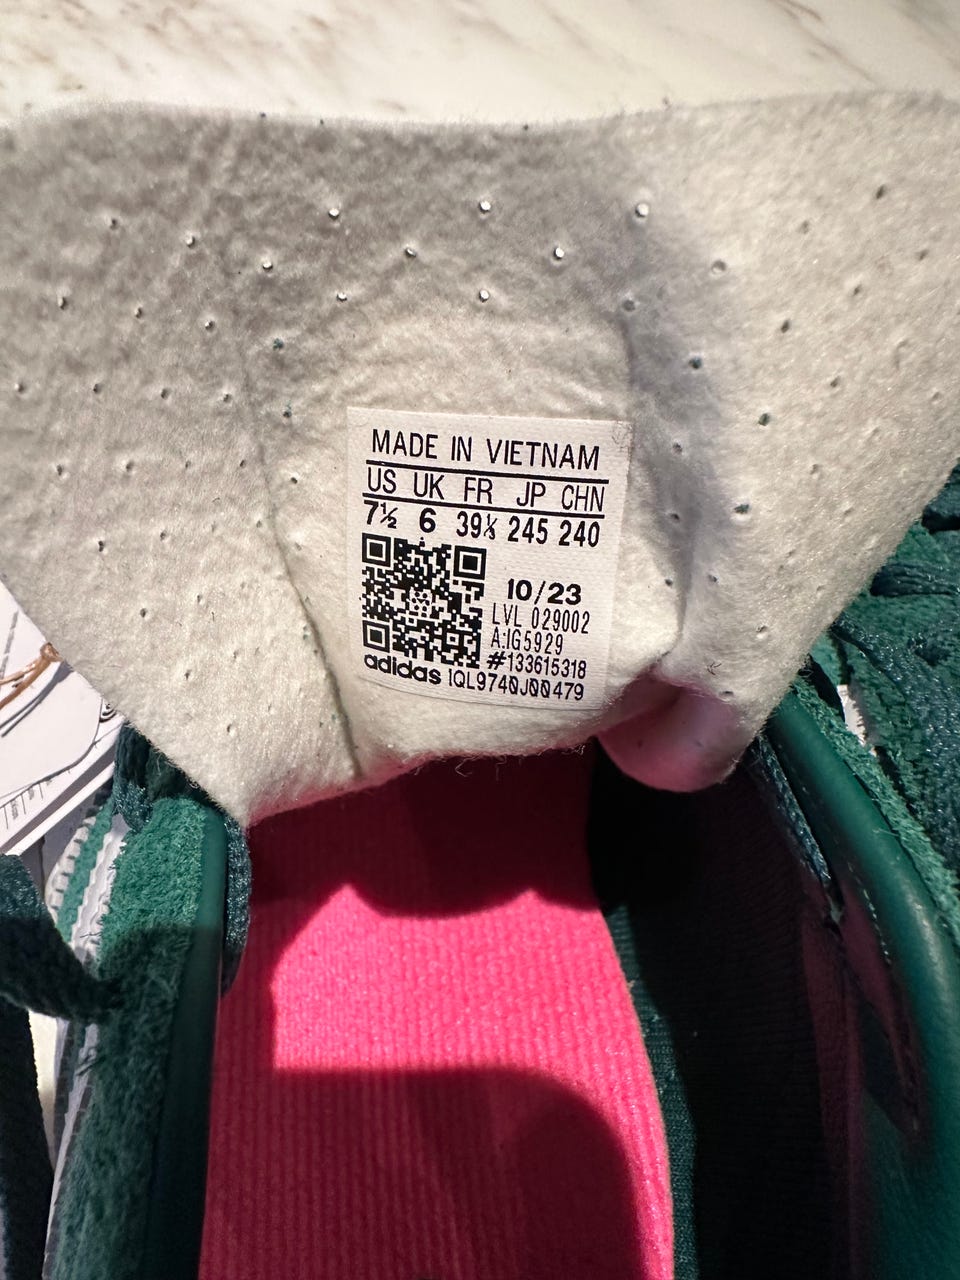 MADE IN VIETNAM
US UK FR JP CHN
7½ 6 39⅓ 245 240
10/23
LVL 029002
A:IG5929
#133615318
adidas 1QL9740J00479